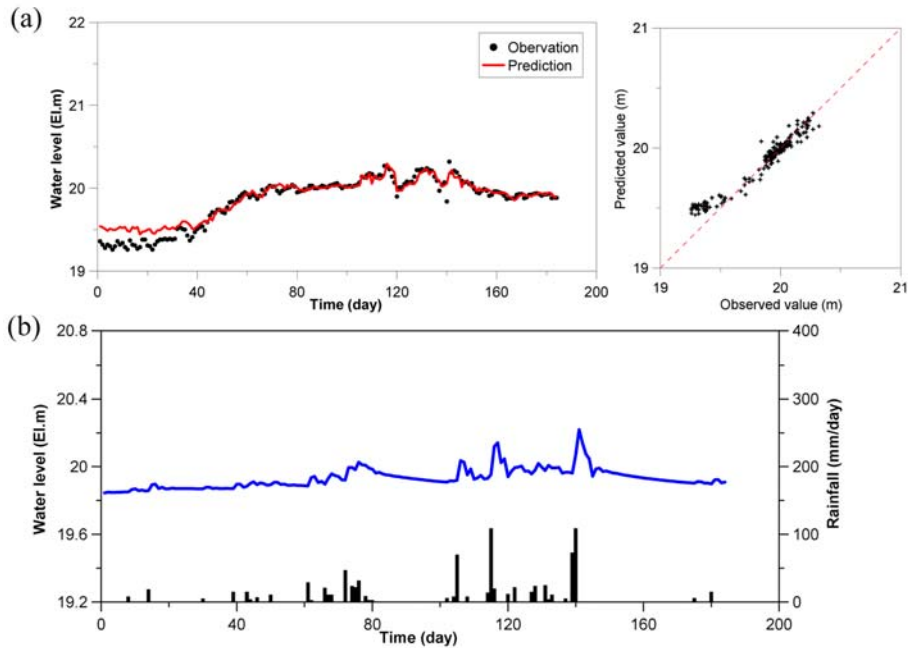 (a)
22
21
20
19
Water level (El.m)
0 40 80 120 160 200
Time (day)
Obervation
Prediction
21
20
19
Predicted value (m)
19 20 21
Observed value (m)
(b)
20.8
20.4
20
19.6
19.2
Water level (El.m)
400
300
200
100
0
Rainfall (mm/day)
0 40 80 120 160 200
Time (day)